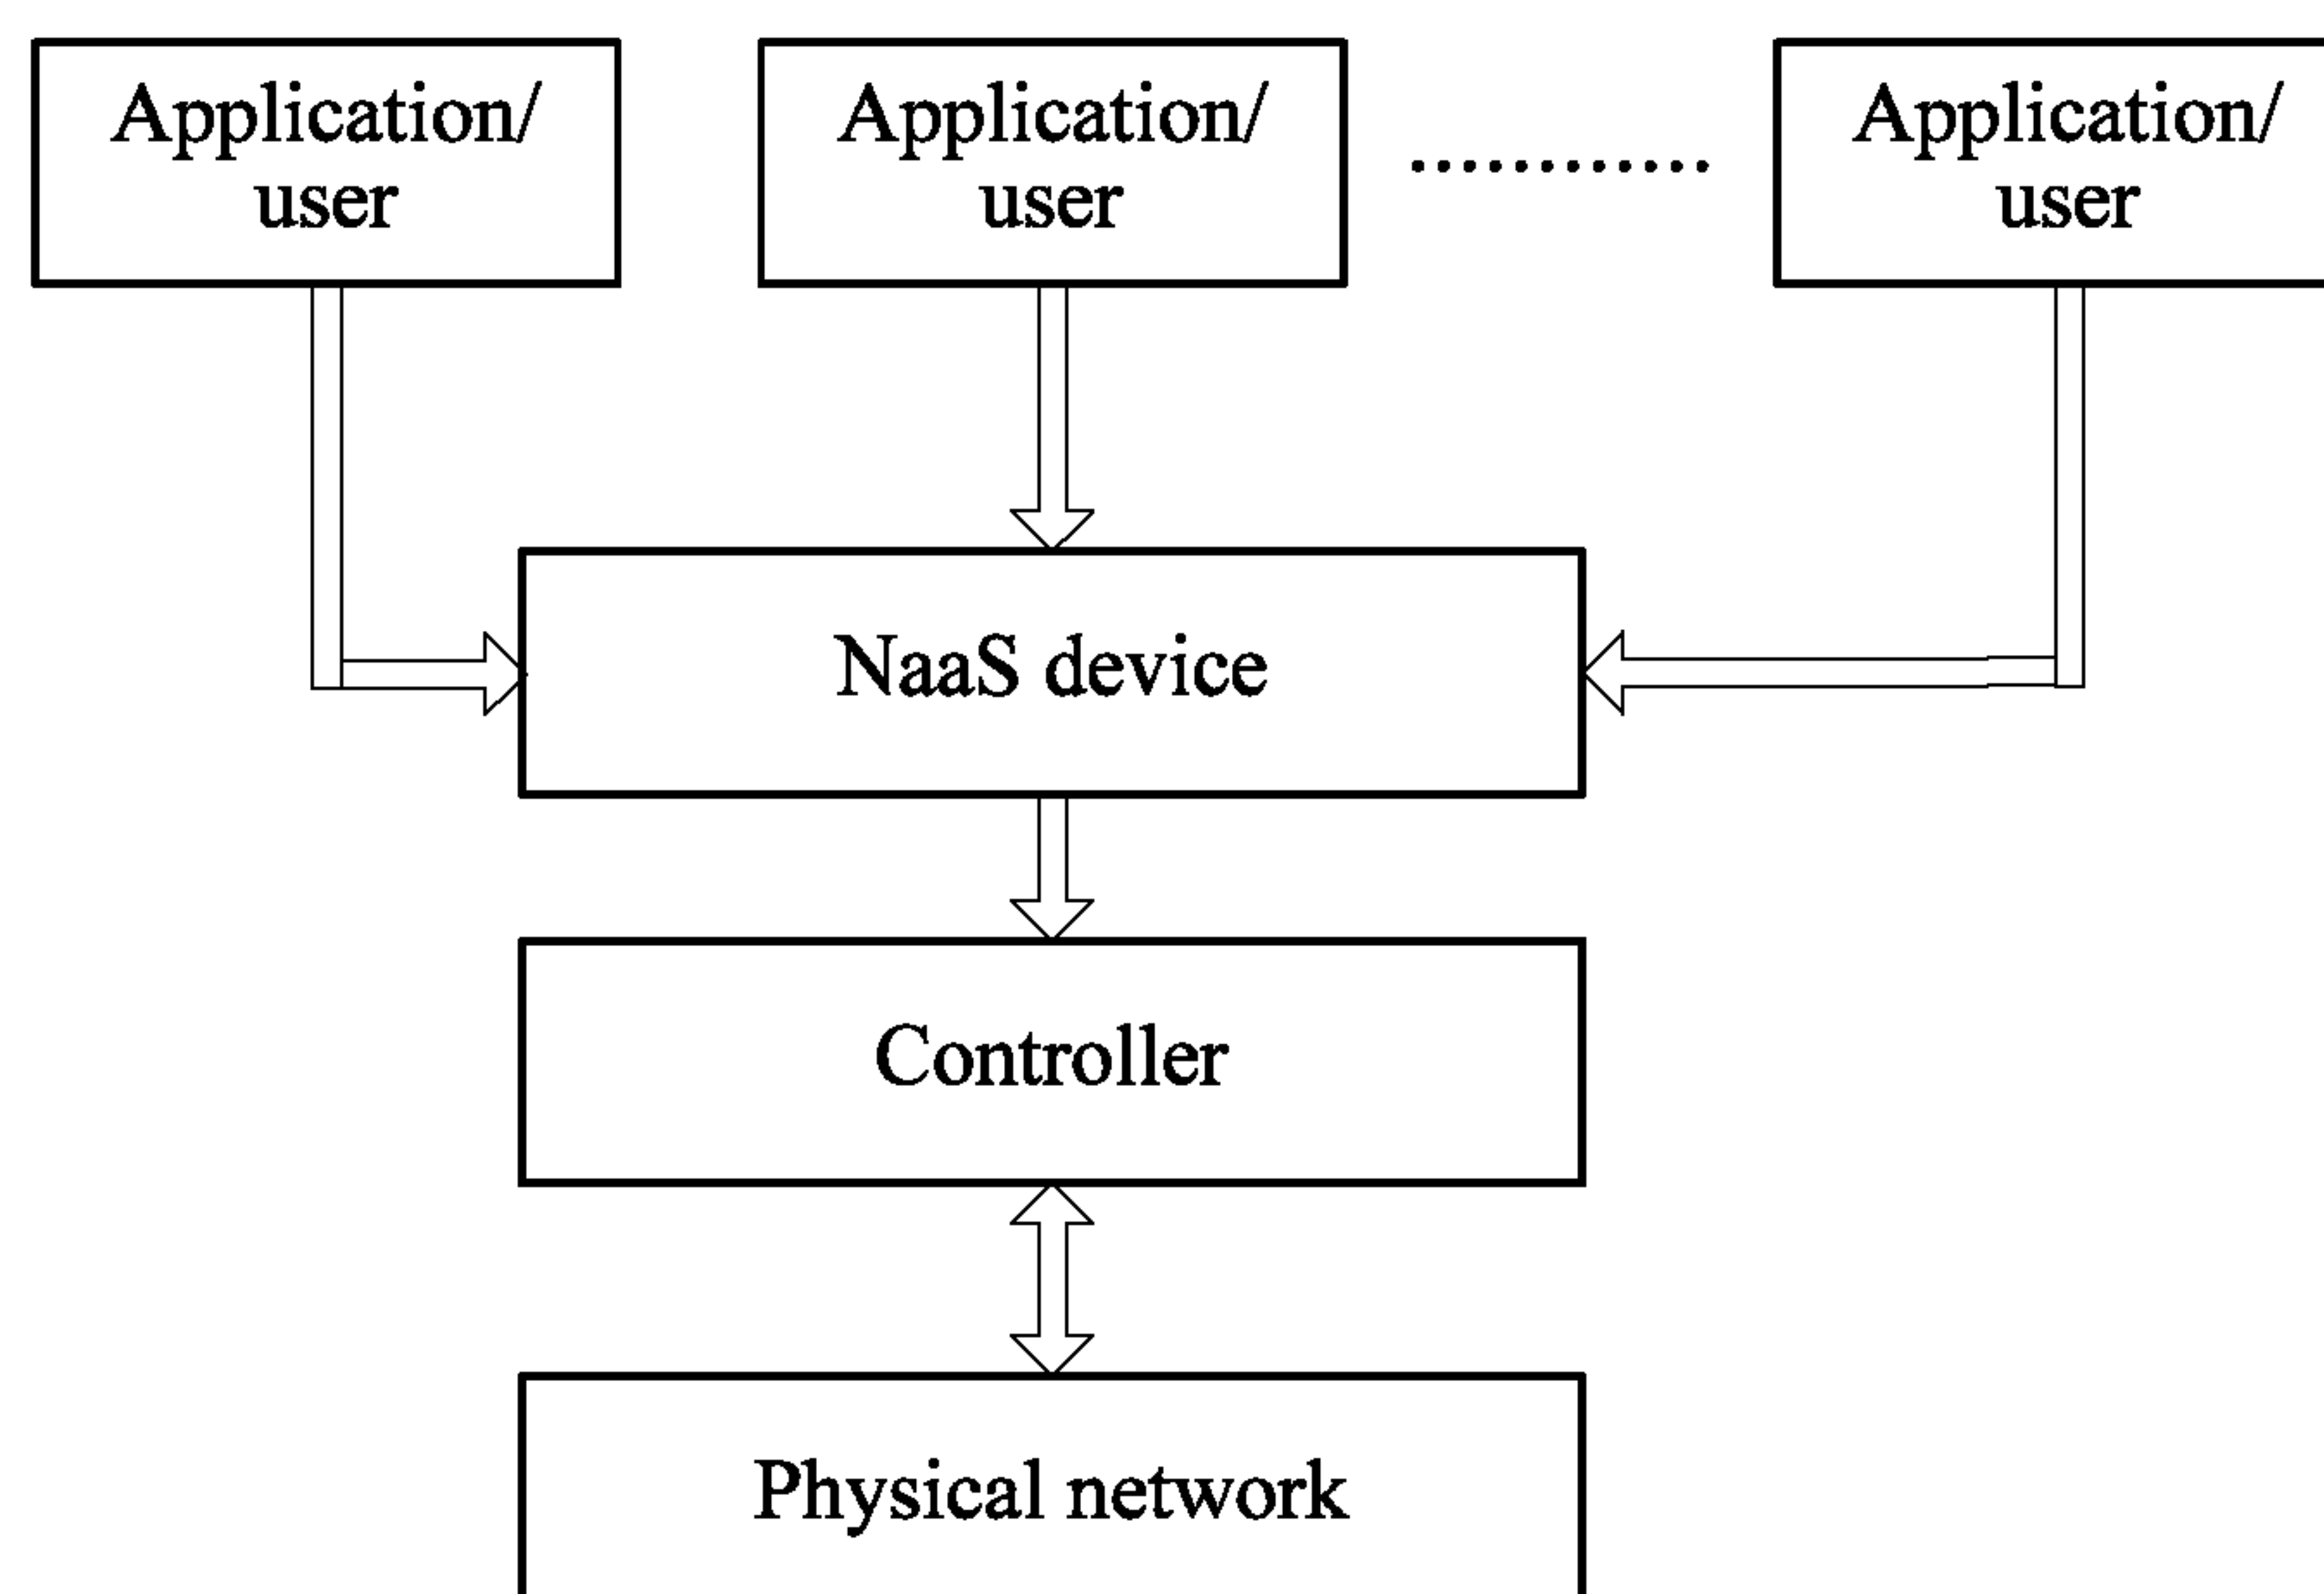 Application/
user
Application/
user
............
Application/
user
NaaS device
Controller
Physical network